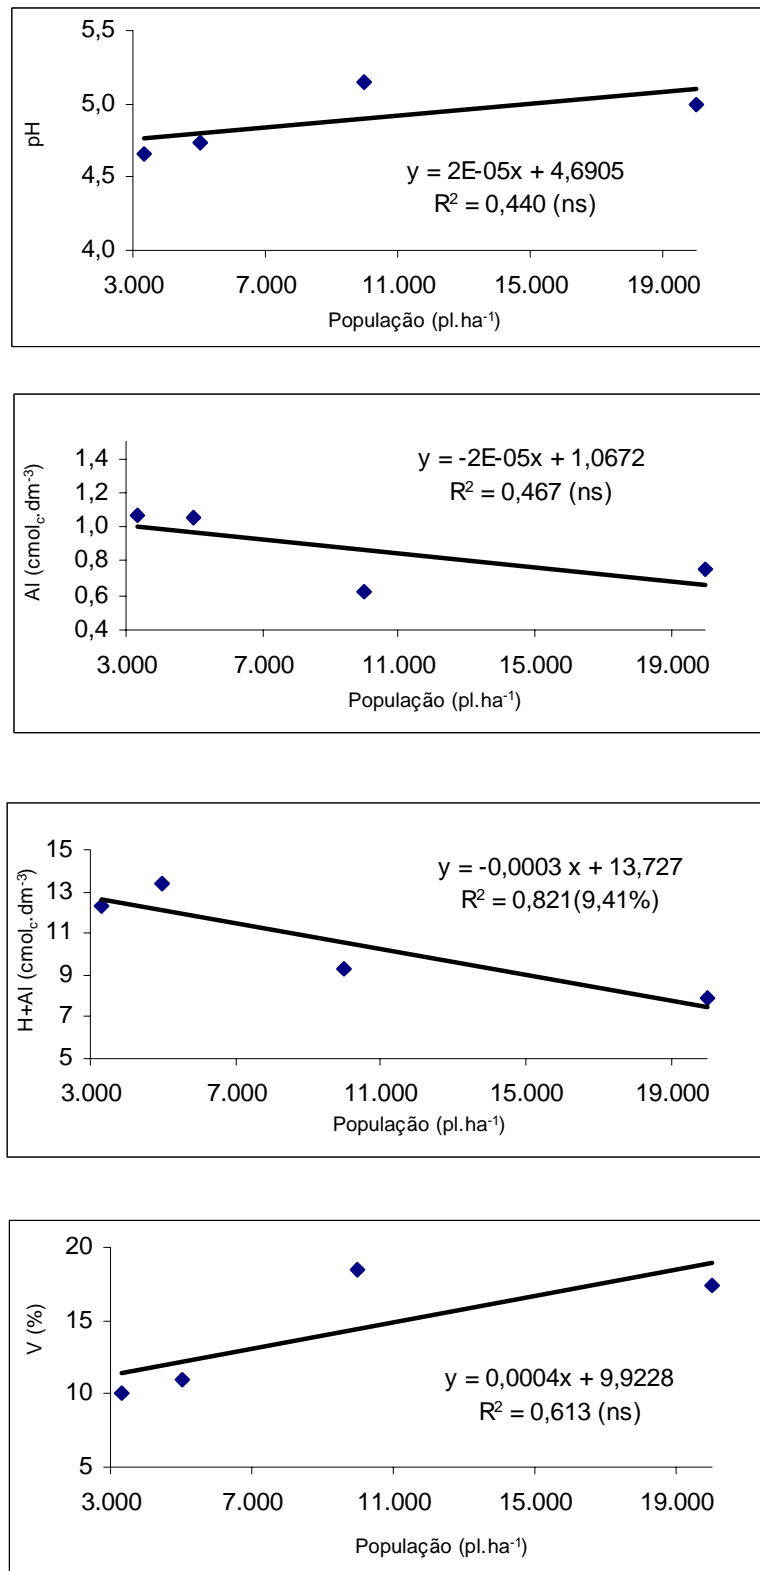 5,5
5,0
4,5
4,0
pH
y = 2E-05x + 4,6905
R² = 0,440 (ns)
3.000 7.000 11.000 15.000 19.000
População (pl.ha⁻¹)
1,4
1,2
1,0
0,8
0,6
0,4
Al (cmol꜀.dm⁻³)
y = -2E-05x + 1,0672
R² = 0,467 (ns)
3.000 7.000 11.000 15.000 19.000
População (pl.ha⁻¹)
15
13
11
9
7
5
H+Al (cmol꜀.dm⁻³)
y = -0,0003 x + 13,727
R² = 0,821(9,41%)
3.000 7.000 11.000 15.000 19.000
População (pl.ha⁻¹)
20
15
10
5
V (%)
y = 0,0004x + 9,9228
R² = 0,613 (ns)
3.000 7.000 11.000 15.000 19.000
População (pl.ha⁻¹)